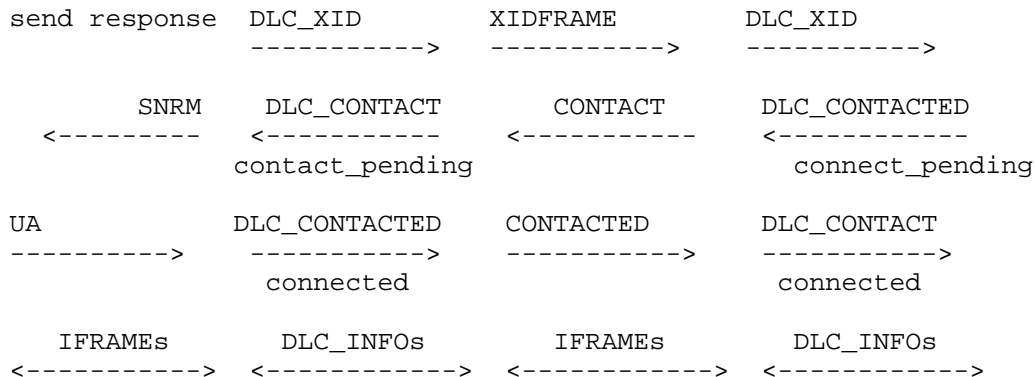 send response DLC_XID XIDFRAME DLC_XID
-----------> -----------> ----------->
SNRM DLC_CONTACT CONTACT DLC_CONTACTED
<--------- <----------- <----------- <------------
contact_pending connect_pending
UA DLC_CONTACTED CONTACTED DLC_CONTACT
----------> -----------> -----------> ----------->
connected connected
IFRAMEs DLC_INFOs IFRAMEs DLC_INFOs
<-----------> <------------> <------------> <------------>